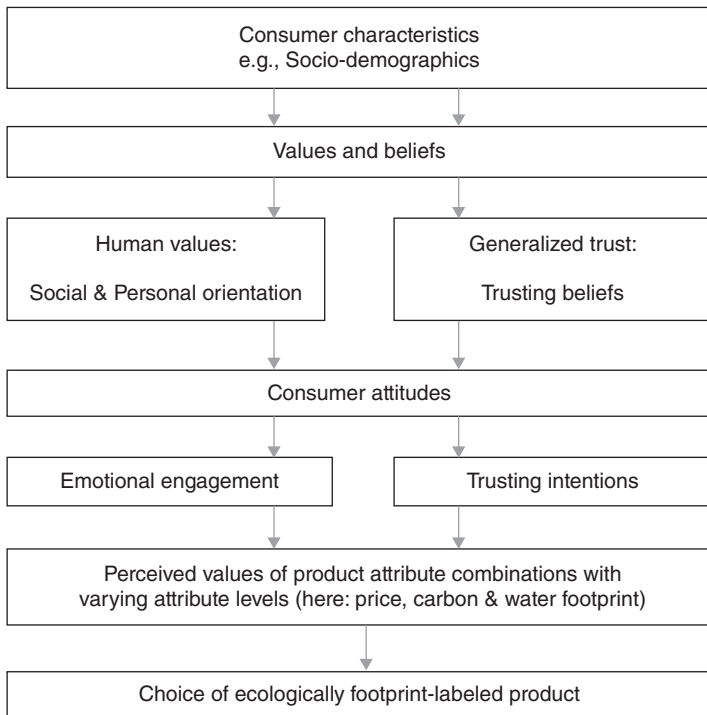 Consumer characteristics
e.g., Socio-demographics
Values and beliefs
Human values:
Social & Personal orientation
Generalized trust:
Trusting beliefs
Consumer attitudes
Emotional engagement
Trusting intentions
Perceived values of product attribute combinations with
varying attribute levels (here: price, carbon & water footprint)
Choice of ecologically footprint-labeled product